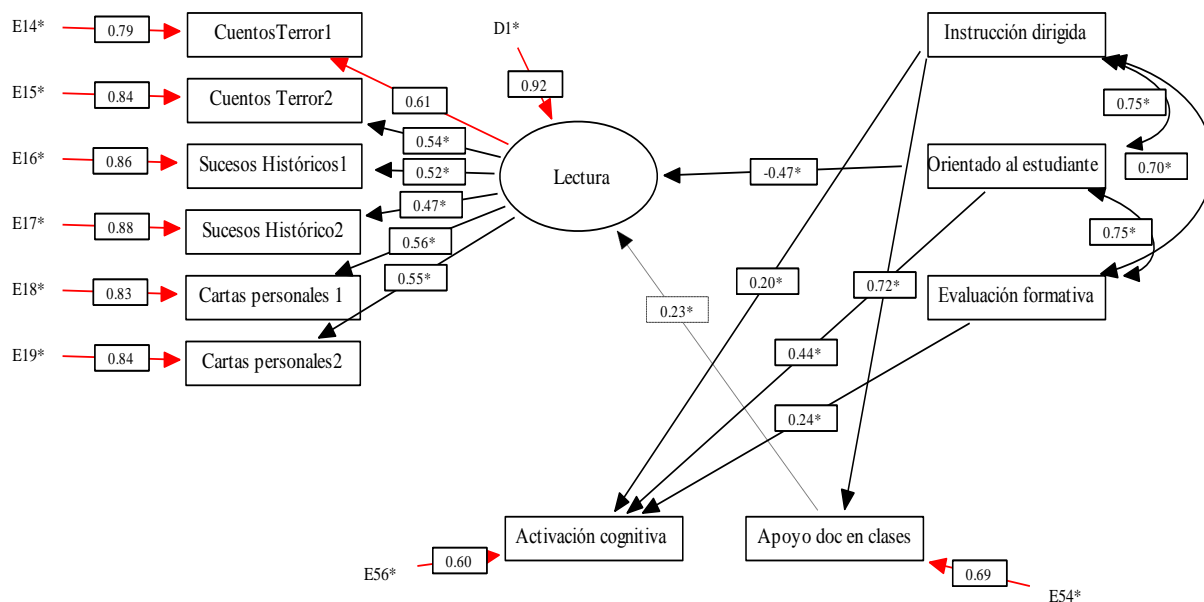 E14*
0.79
CuentosTerror1
D1*
Instrucción dirigida
E15*
0.84
Cuentos Terror2
0.61
0.92
0.75*
E16*
0.86
Sucesos Históricos1
0.54*
0.52*
Lectura
-0.47*
Orientado al estudiante
0.70*
E17*
0.88
Sucesos Histórico2
0.47*
0.56*
0.75*
E18*
0.83
Cartas personales 1
0.55*
0.20*
0.72*
Evaluación formativa
0.23*
E19*
0.84
Cartas personales2
0.44*
0.24*
Activación cognitiva
Apoyo doc en clases
E56*
0.60
0.69
E54*